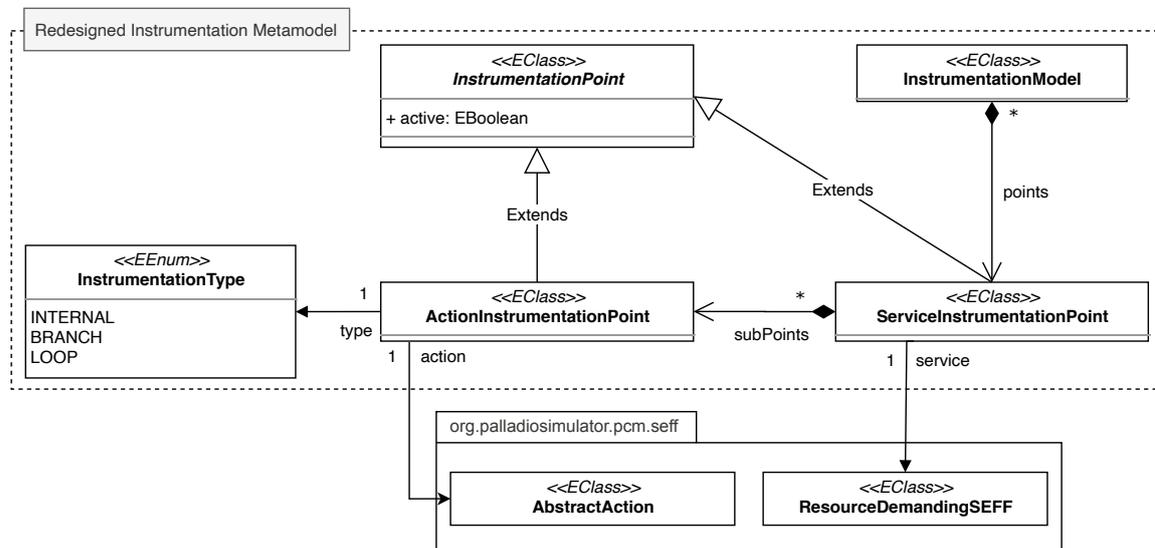 Redesigned Instrumentation Metamodel
<<EClass>>
InstrumentationPoint
+ active: EBoolean
<<EClass>>
InstrumentationModel
*
points
Extends
Extends
<<EEnum>>
InstrumentationType
INTERNAL
BRANCH
LOOP
1
type
<<EClass>>
ActionInstrumentationPoint
*
subPoints
<<EClass>>
ServiceInstrumentationPoint
1 action
1 service
org.palladiosimulator.pcm.seff
<<EClass>>
AbstractAction
<<EClass>>
ResourceDemandingSEFF